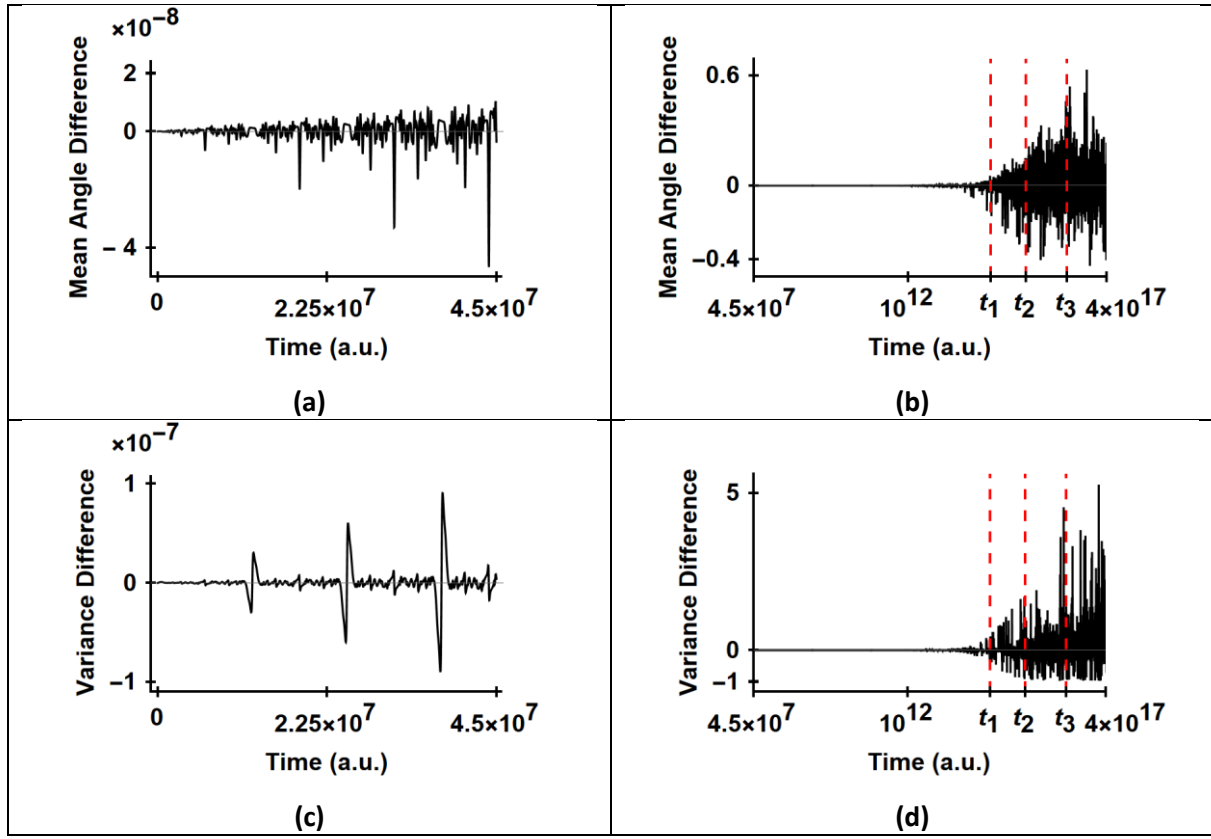 ×10⁻⁸
Mean Angle Difference
2
0
− 4
0
2.25×10⁷
4.5×10⁷
Time (a.u.)
(a)
Mean Angle Difference
0.6
0
−0.4
4.5×10⁷
10¹²
t₁
t₂
t₃
4×10¹⁷
Time (a.u.)
(b)
×10⁻⁷
Variance Difference
1
0
−1
0
2.25×10⁷
4.5×10⁷
Time (a.u.)
(c)
Variance Difference
5
0
−1
4.5×10⁷
10¹²
t₁
t₂
t₃
4×10¹⁷
Time (a.u.)
(d)